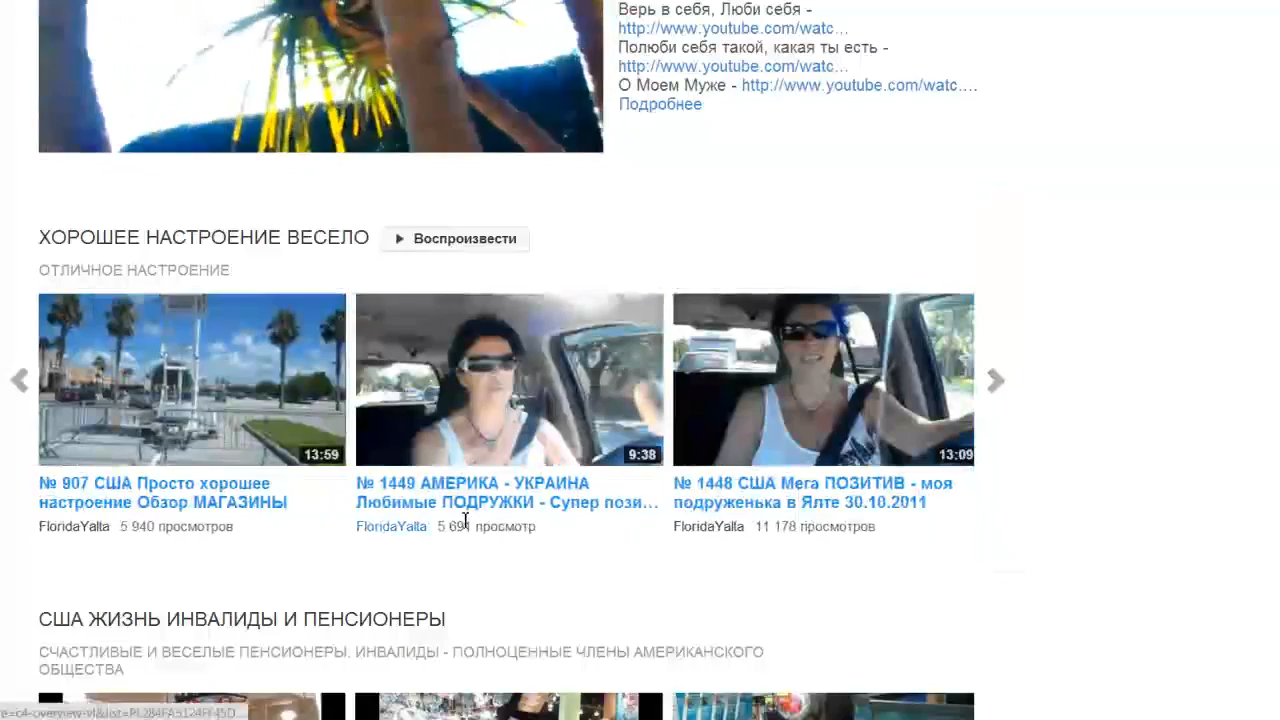 Верь в себя, Люби себя -
http://www.youtube.com/watc...
Полюби себя такой, какая ты есть -
http://www.youtube.com/watc...
О Моем Муже - http://www.youtube.com/watc....
Подробнее
ХОРОШЕЕ НАСТРОЕНИЕ ВЕСЕЛО
Воспроизвести
ОТЛИЧНОЕ НАСТРОЕНИЕ
13:59
9:38
13:09
№ 907 США Просто хорошее
настроение Обзор МАГАЗИНЫ
FloridaYalta 5 940 просмотров
№ 1449 АМЕРИКА - УКРАИНА
Любимые ПОДРУЖКИ - Супер пози...
FloridaYalta 5 691 просмотр
№ 1448 США Мега ПОЗИТИВ - моя
подруженька в Ялте 30.10.2011
FloridaYalta 11 178 просмотров
США ЖИЗНЬ ИНВАЛИДЫ И ПЕНСИОНЕРЫ
СЧАСТЛИВЫЕ И ВЕСЕЛЫЕ ПЕНСИОНЕРЫ. ИНВАЛИДЫ - ПОЛНОЦЕННЫЕ ЧЛЕНЫ АМЕРИКАНСКОГО
ОБЩЕСТВА